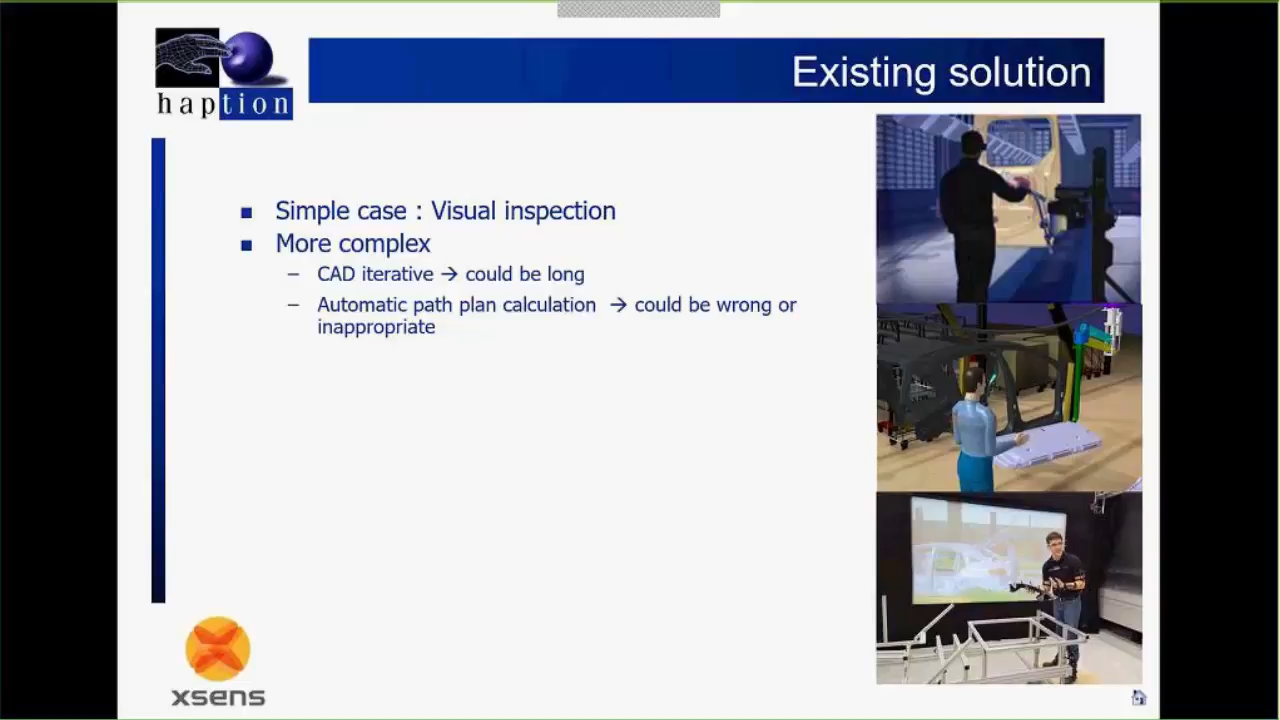 haption
Existing solution
Simple case : Visual inspection
More complex
– CAD iterative → could be long
– Automatic path plan calculation → could be wrong or
inappropriate
xsens